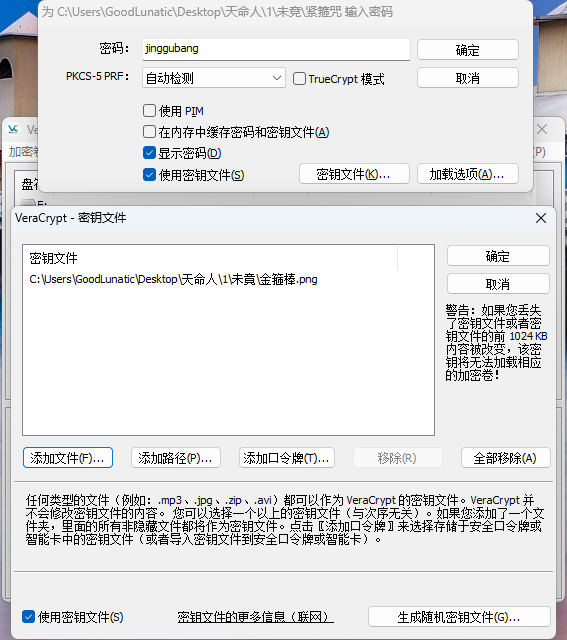 为 C:\Users\GoodLunatic\Desktop\天命人\1\未竟\紧箍咒 输入密码
密码： jinggubang 确定
PKCS-5 PRF： 自动检测 TrueCrypt 模式 取消
使用 PIM
在内存中缓存密码和密钥文件(A)
显示密码(D)
使用密钥文件(S) 密钥文件(K)... 加载选项(A)...
Ve
加密卷
(P)
盘符
VeraCrypt - 密钥文件
密钥文件
C:\Users\GoodLunatic\Desktop\天命人\1\未竟\金箍棒.png
确定
取消
警告：如果您丢失
了密钥文件或者密
钥文件的前 1024 KB
内容被改变，该密
钥将无法加载相应
的加密卷！
添加文件(F)... 添加路径(P)... 添加口令牌(T)... 移除(R) 全部移除(A)
任何类型的文件（例如：.mp3、.jpg、.zip、.avi）都可以作为 VeraCrypt 的密钥文件。VeraCrypt 并
不会修改密钥文件的内容。 您可以选择一个以上的密钥文件（与次序无关）。如果您添加了一个文
件夹，里面的所有非隐藏文件都将作为密钥文件。点击〖添加口令牌〗来选择存储于安全口令牌或
智能卡中的密钥文件（或者导入密钥文件到安全口令牌或智能卡）。
使用密钥文件(S) 密钥文件的更多信息（联网） 生成随机密钥文件(G)...